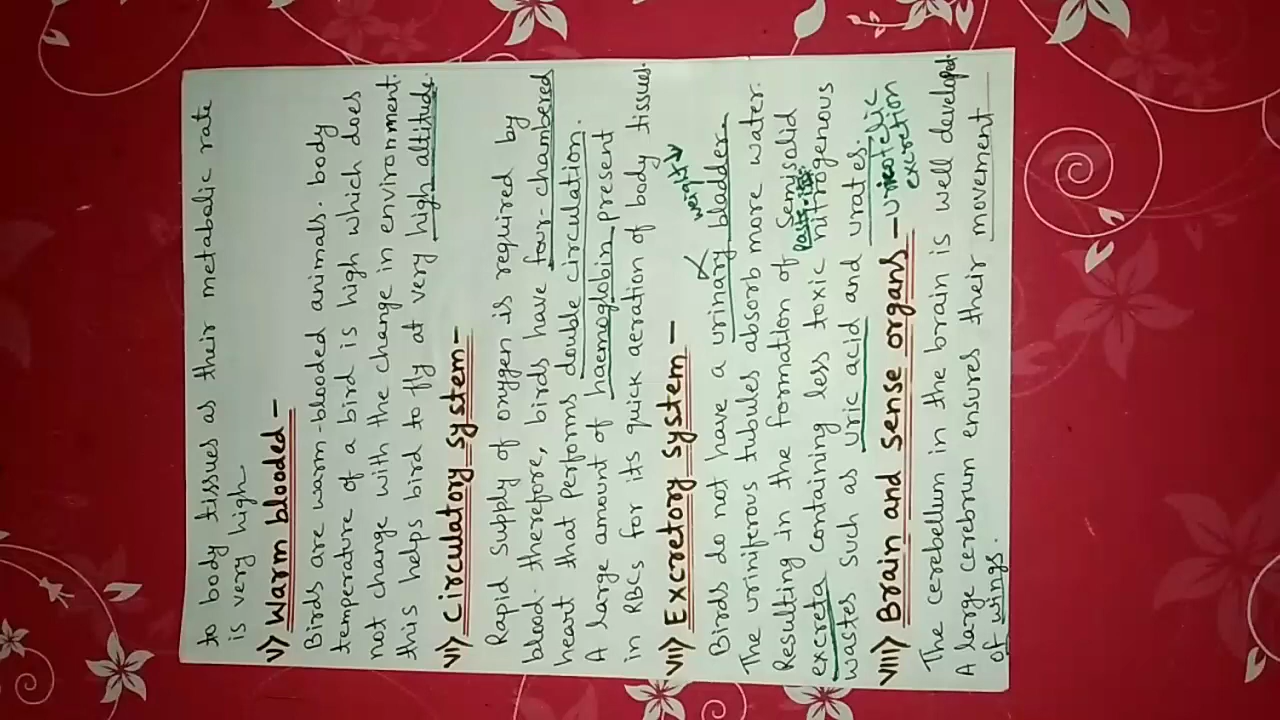 to body tissues as their metabolic rate
is very high
V) Warm blooded -
Birds are warm-blooded animals. body
temperature of a bird is high which does
not change with the change in enviroment.
this helps bird to fly at very high altitude.
VI) Circulatory system -
Rapid supply of oxygen is required by
blood. therefore, birds have four-chambered
heart that performs double circulation.
A large amount of haemoglobin present
in RBCs for its quick aeration of body tissues.
VII) Excretory system -
weight ↓
Birds do not have a urinary bladder.
The uriniferous tubules absorb more water.
Resulting in the formation of Semisolid
excreta containing less toxic nitrogenous
wastes such as uric acid and urates.
VIII) Brain and sense organs - uricotelic
excretion
The cerebellum in the brain is well developed.
A large cerebrum ensures their movement
of wings.